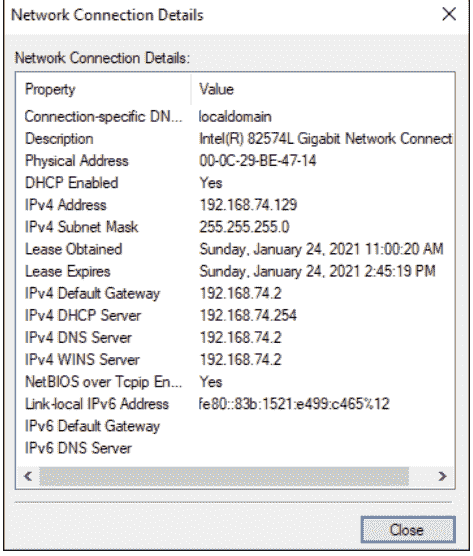 Network Connection Details
Network Connection Details:
Property Value
Connection-specific DN... localdomain
Description Intel(R) 82574L Gigabit Network Connect
Physical Address 00-0C-29-BE-47-14
DHCP Enabled Yes
IPv4 Address 192.168.74.129
IPv4 Subnet Mask 255.255.255.0
Lease Obtained Sunday, January 24, 2021 11:00:20 AM
Lease Expires Sunday, January 24, 2021 2:45:19 PM
IPv4 Default Gateway 192.168.74.2
IPv4 DHCP Server 192.168.74.254
IPv4 DNS Server 192.168.74.2
IPv4 WINS Server 192.168.74.2
NetBIOS over Tcpip En... Yes
Link-local IPv6 Address fe80::83b:1521:e499:c465%12
IPv6 Default Gateway
IPv6 DNS Server
Close